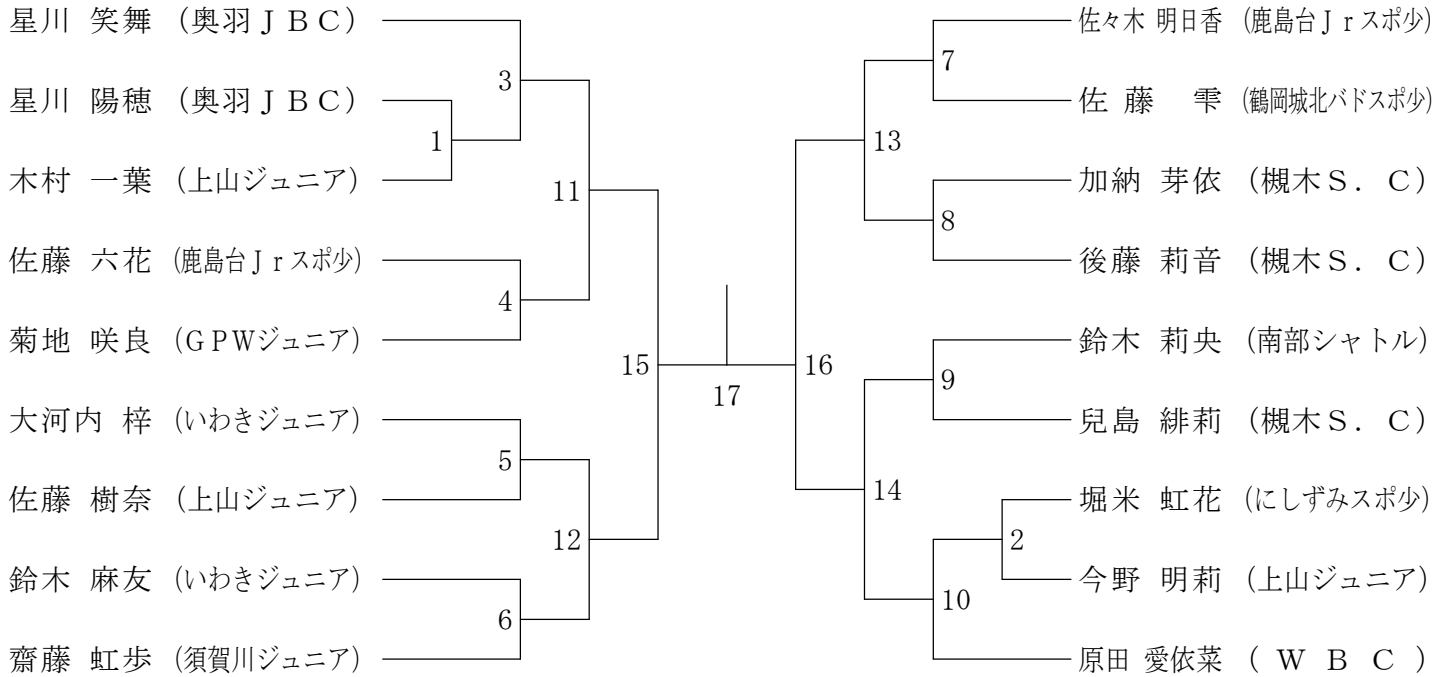 星川 笑舞 (奥羽ＪＢＣ)
星川 陽穂 (奥羽ＪＢＣ)
木村 一葉 (上山ジュニア)
佐藤 六花 (鹿島台Ｊｒスポ少)
菊地 咲良 (ＧＰＷジュニア)
大河内 梓 (いわきジュニア)
佐藤 樹奈 (上山ジュニア)
鈴木 麻友 (いわきジュニア)
齋藤 虹歩 (須賀川ジュニア)
3
1
11
4
15
5
12
6
17
佐々木 明日香 (鹿島台Ｊｒスポ少)
佐藤 雫 (鶴岡城北バドスポ少)
加納 芽依 (槻木Ｓ．Ｃ)
後藤 莉音 (槻木Ｓ．Ｃ)
鈴木 莉央 (南部シャトル)
兒島 緋莉 (槻木Ｓ．Ｃ)
堀米 虹花 (にしずみスポ少)
今野 明莉 (上山ジュニア)
原田 愛依菜 (ＷＢＣ)
7
13
8
16
9
14
2
10